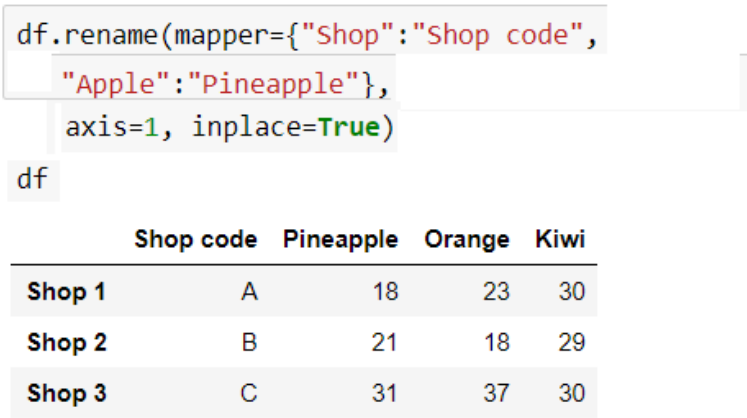 df.rename(mapper={"Shop":"Shop code",
"Apple":"Pineapple"},
axis=1, inplace=True)
df
Shop code Pineapple Orange Kiwi
Shop 1 A 18 23 30
Shop 2 B 21 18 29
Shop 3 C 31 37 30